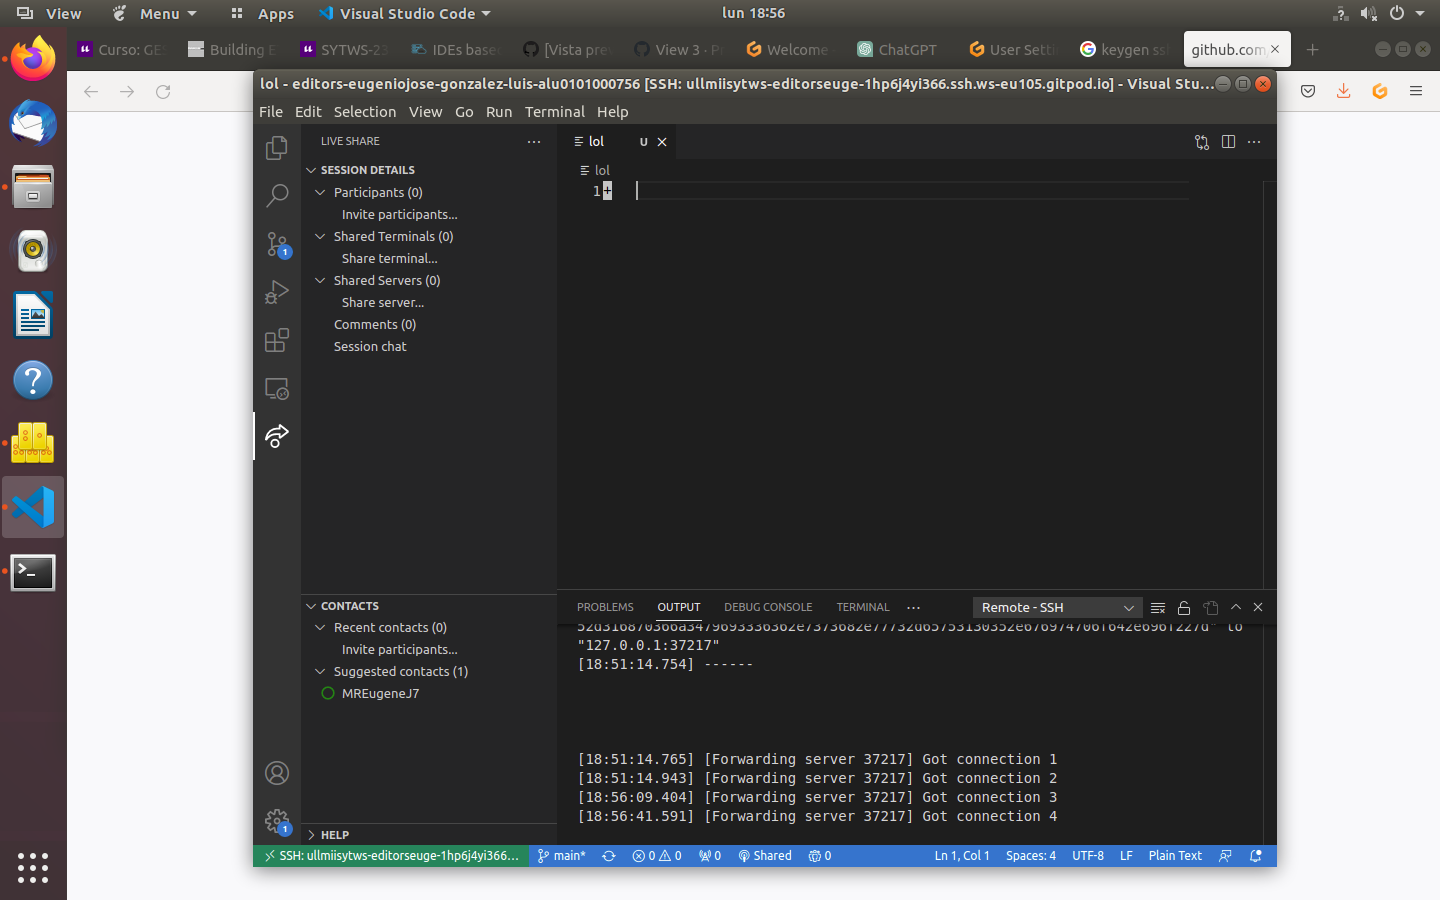 View Menu Apps Visual Studio Code lun 18:56
Curso: GES Building E SYTWS-23 IDEs based [Vista prev View 3 - Pr Welcome ChatGPT User Setti keygen ssh github.com/
lol - editors-eugeniojose-gonzalez-luis-alu0101000756 [SSH: ullmiisytws-editorseuge-1hp6j4yi366.ssh.ws-eu105.gitpod.io] - Visual Stu...
File Edit Selection View Go Run Terminal Help
LIVE SHARE
SESSION DETAILS
Participants (0)
Invite participants...
Shared Terminals (0)
Share terminal...
Shared Servers (0)
Share server...
Comments (0)
Session chat
1
lol U
lol
1+
CONTACTS
Recent contacts (0)
Invite participants...
Suggested contacts (1)
MREugeneJ7
1
HELP
PROBLEMS OUTPUT DEBUG CONSOLE TERMINAL Remote - SSH
"127.0.0.1:37217"
[18:51:14.754] ------
[18:51:14.765] [Forwarding server 37217] Got connection 1
[18:51:14.943] [Forwarding server 37217] Got connection 2
[18:56:09.404] [Forwarding server 37217] Got connection 3
[18:56:41.591] [Forwarding server 37217] Got connection 4
SSH: ullmiisytws-editorseuge-1hp6j4yi366... main* 0 0 0 Shared 0 Ln 1, Col 1 Spaces: 4 UTF-8 LF Plain Text